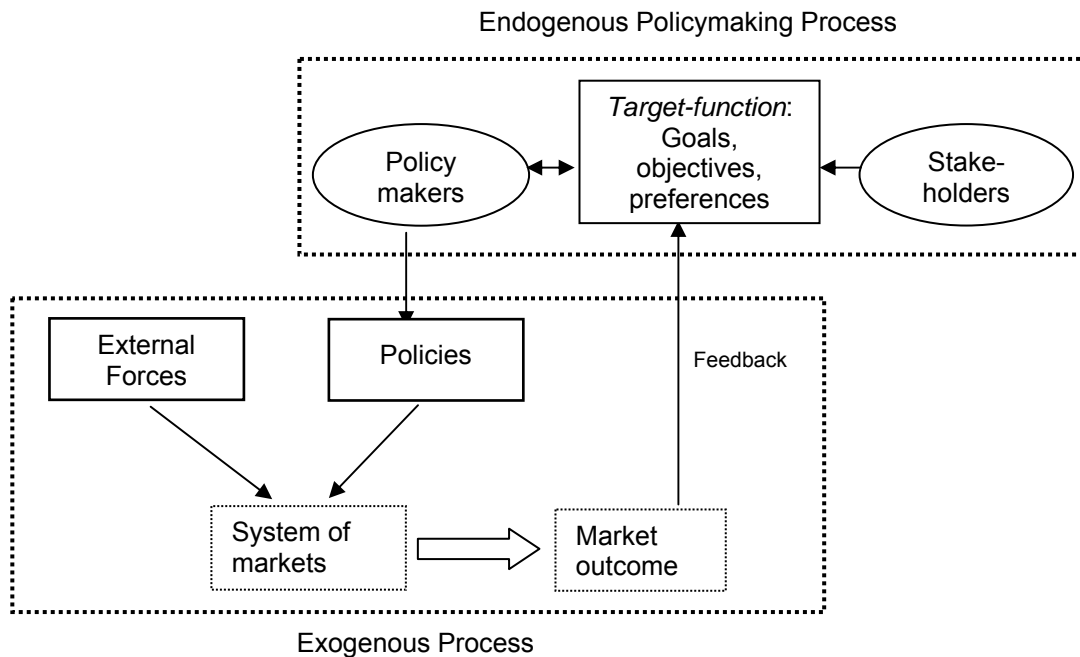 Endogenous Policymaking Process
Target-function:
Goals,
objectives,
preferences
Policy
makers
Stake-
holders
External
Forces
Policies
Feedback
System of
markets
Market
outcome
Exogenous Process